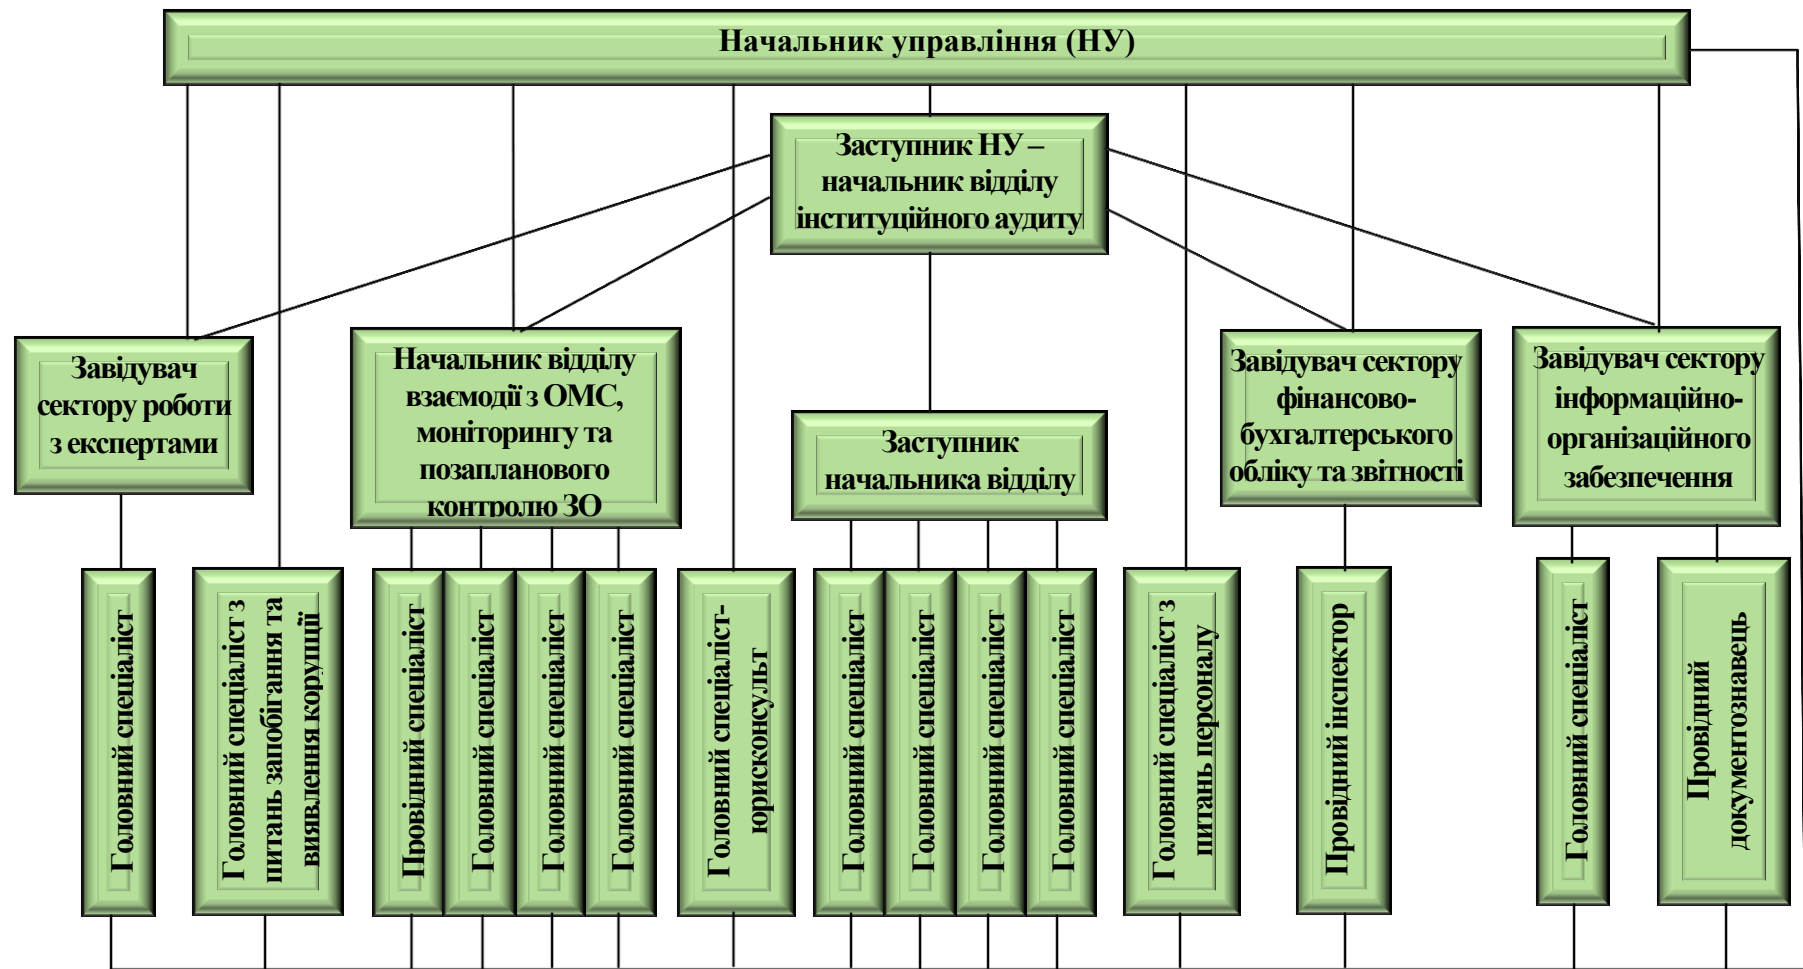 Начальник управління (НУ)
Заступник НУ –
начальник відділу
інституційного аудиту
Завідувач
сектору роботи
з експертами
Начальник відділу
взаємодії з ОМС,
моніторингу та
позапланового
контролю ЗО
Заступник
начальника відділу
Завідувач сектору
фінансово-
бухгалтерського
обліку та звітності
Завідувач сектору
інформаційно-
організаційного
забезпечення
Головний спеціаліст
Головний спеціаліст з
питань запобігання та
виявлення корупції
Провідний спеціаліст
Головний спеціаліст
Головний спеціаліст
Головний спеціаліст
Головний спеціаліст-
юрисконсульт
Головний спеціаліст
Головний спеціаліст
Головний спеціаліст
Головний спеціаліст
Головний спеціаліст з
питань персоналу
Провідний інспектор
Головний спеціаліст
Провідний
документознавець